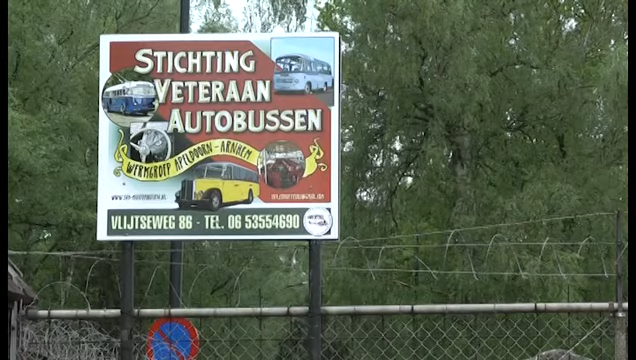 STICHTING
VETERAAN
AUTOBUSSEN
WERKGROEP APELDOORN-ARNHEM
VLIJTSEWEG 86 - TEL. 06 53554690